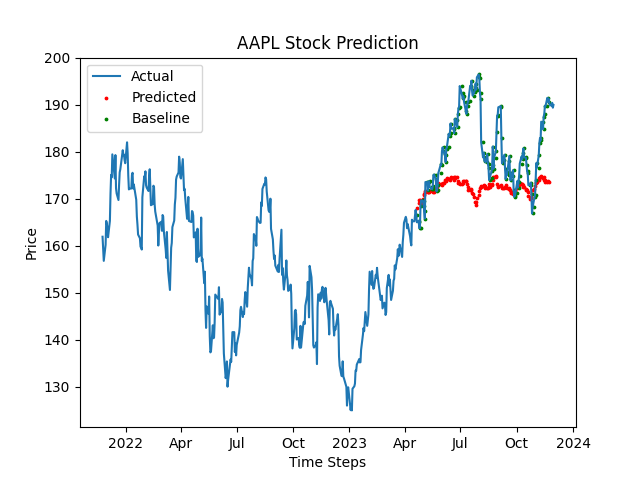 AAPL Stock Prediction
Actual
Predicted
Baseline
200
190
180
170
160
150
140
130
Price
2022 Apr Jul Oct 2023 Apr Jul Oct 2024
Time Steps